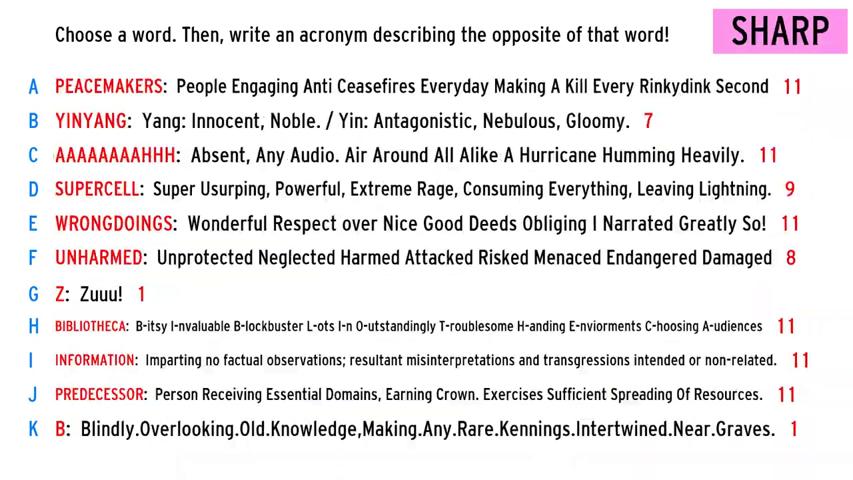 Choose a word. Then, write an acronym describing the opposite of that word!
SHARP
A PEACEMAKERS: People Engaging Anti Ceasefires Everyday Making A Kill Every Rinkydink Second 11
B YINYANG: Yang: Innocent, Noble. / Yin: Antagonistic, Nebulous, Gloomy. 7
C AAAAAAAAHHH: Absent, Any Audio. Air Around All Alike A Hurricane Humming Heavily. 11
D SUPERCELL: Super Usurping, Powerful, Extreme Rage, Consuming Everything, Leaving Lightning. 9
E WRONGDOINGS: Wonderful Respect over Nice Good Deeds Obliging I Narrated Greatly So! 11
F UNHARMED: Unprotected Neglected Harmed Attacked Risked Menaced Endangered Damaged 8
G Z: Zuuu! 1
H BIBLIOTHECA: B-itsy I-nvaluable B-lockbuster L-ots I-n O-utstandingly T-roublesome H-anding E-nviorments C-hoosing A-udiences 11
I INFORMATION: Imparting no factual observations; resultant misinterpretations and transgressions intended or non-related. 11
J PREDECESSOR: Person Receiving Essential Domains, Earning Crown. Exercises Sufficient Spreading Of Resources. 11
K B: Blindly.Overlooking.Old.Knowledge,Making.Any.Rare.Kennings.Intertwined.Near.Graves. 1